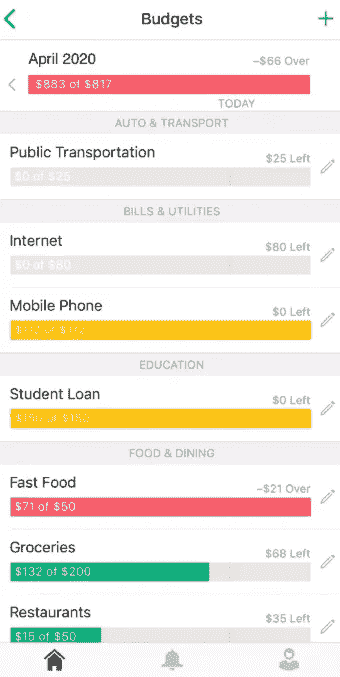 Budgets
April 2020
–$66 Over
$883 of $817
TODAY
AUTO & TRANSPORT
Public Transportation
$25 Left
$0 of $25
BILLS & UTILITIES
Internet
$80 Left
$0 of $80
Mobile Phone
$0 Left
EDUCATION
Student Loan
$0 Left
FOOD & DINING
Fast Food
–$21 Over
$71 of $50
Groceries
$68 Left
$132 of $200
Restaurants
$35 Left
$15 of $50